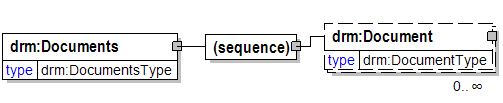 drm:Documents
type drm:DocumentsType
(sequence)
drm:Document
type drm:DocumentType
0.. ∞